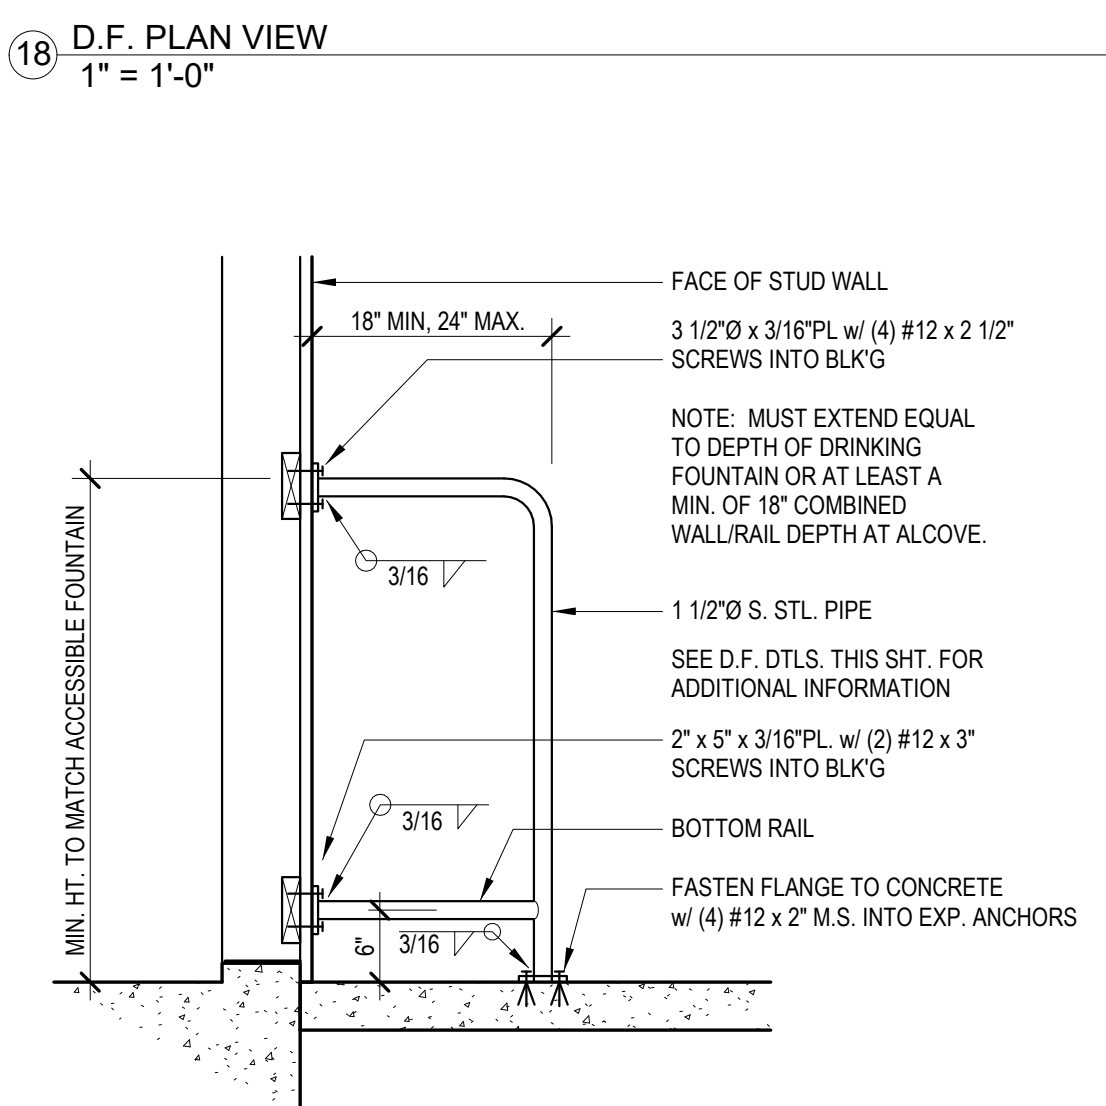 18
D.F. PLAN VIEW
1" = 1'-0"
FACE OF STUD WALL
18" MIN, 24" MAX.
3 1/2"Ø x 3/16"PL w/ (4) #12 x 2 1/2"
SCREWS INTO BLK'G
NOTE: MUST EXTEND EQUAL
TO DEPTH OF DRINKING
FOUNTAIN OR AT LEAST A
MIN. OF 18" COMBINED
WALL/RAIL DEPTH AT ALCOVE.
3/16
1 1/2"Ø S. STL. PIPE
SEE D.F. DTLS. THIS SHT. FOR
ADDITIONAL INFORMATION
MIN. HT. TO MATCH ACCESSIBLE FOUNTAIN
2" x 5" x 3/16"PL. w/ (2) #12 x 3"
SCREWS INTO BLK'G
3/16
BOTTOM RAIL
FASTEN FLANGE TO CONCRETE
w/ (4) #12 x 2" M.S. INTO EXP. ANCHORS
6"
3/16